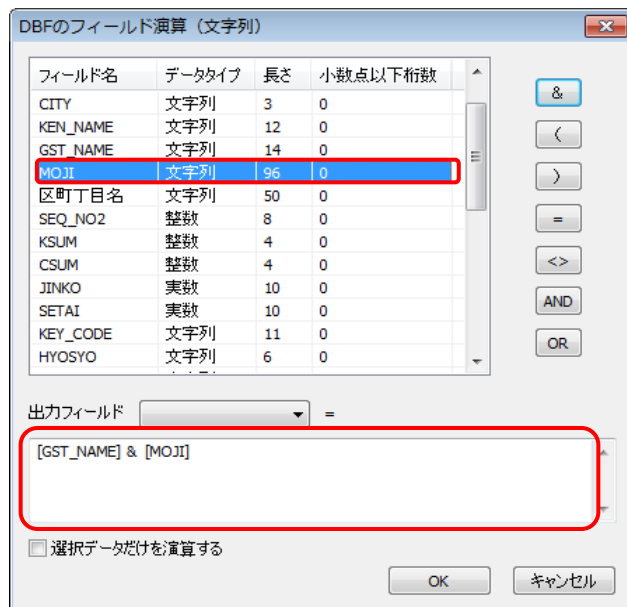 DBFのフィールド演算（文字列）
フィールド名 データタイプ 長さ 小数点以下桁数
CITY 文字列 3 0
KEN_NAME 文字列 12 0
GST_NAME 文字列 14 0
MOJI 文字列 96 0
区町丁目名 文字列 50 0
SEQ_NO2 整数 8 0
KSUM 整数 4 0
CSUM 整数 4 0
JINKO 実数 10 0
SETAI 実数 10 0
KEY_CODE 文字列 11 0
HYOSYO 文字列 6 0
&
(
)
=
<>
AND
OR
出力フィールド =
[GST_NAME] & [MOJI]
選択データだけを演算する
OK キャンセル